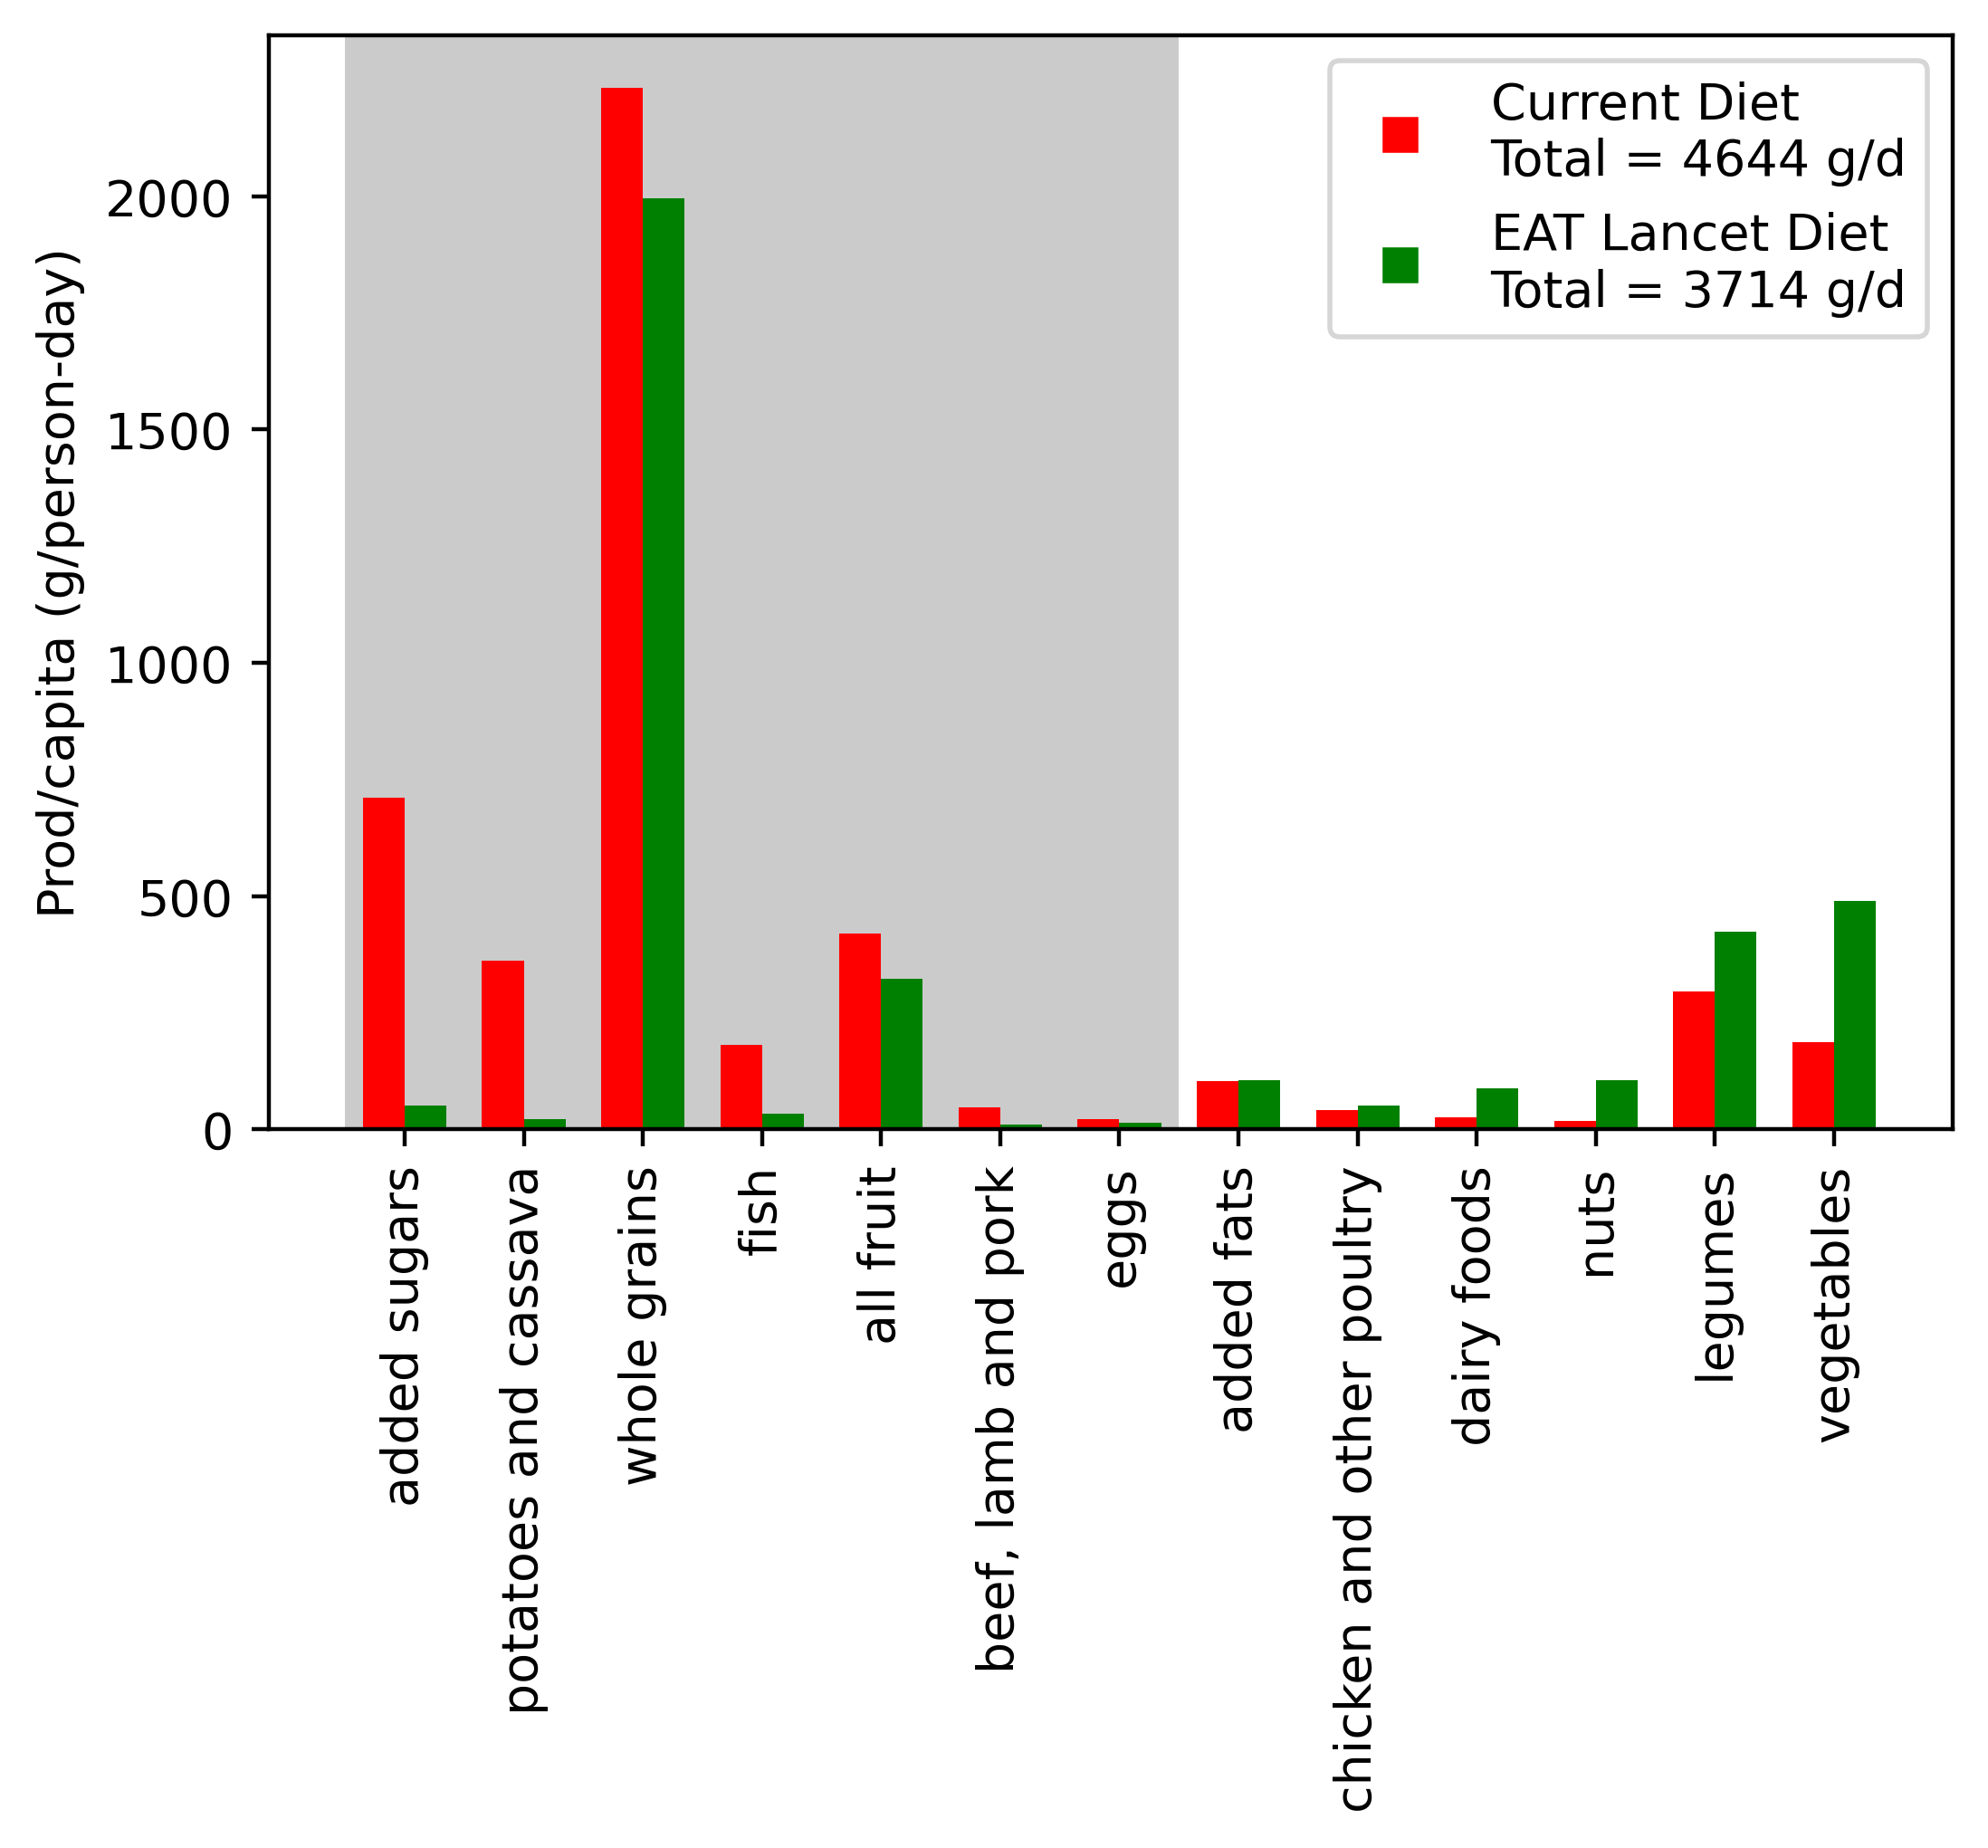 Current Diet
Total = 4644 g/d
EAT Lancet Diet
Total = 3714 g/d
Prod/capita (g/person-day)
2000
1500
1000
500
0
added sugars
potatoes and cassava
whole grains
fish
all fruit
beef, lamb and pork
eggs
added fats
chicken and other poultry
dairy foods
nuts
legumes
vegetables